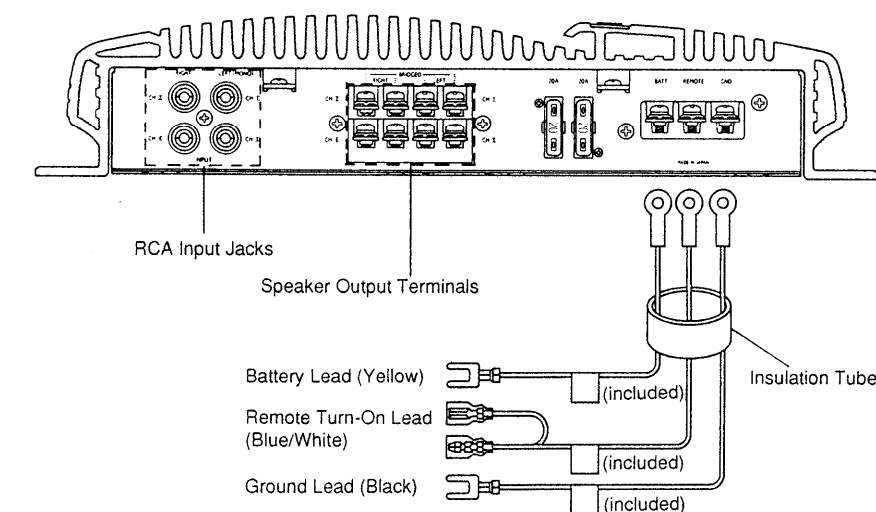 BRIDGED
RIGHT LEFT(MONO) RIGHT LEFT
20A 20A BATT REMOTE GND
CH 2 CH 1 CH 2 CH 1
INPUT
MADE IN JAPAN
RCA Input Jacks
Speaker Output Terminals
Insulation Tube
Battery Lead (Yellow)
(included)
Remote Turn-On Lead
(Blue/White)
(included)
Ground Lead (Black)
(included)